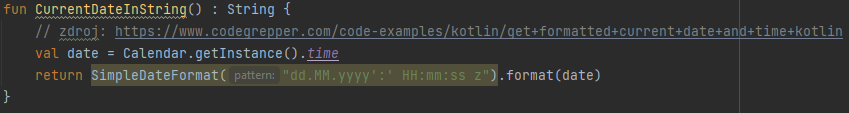 fun CurrentDateInString() : String {
// zdroj: https://www.codegrepper.com/code-examples/kotlin/get+formatted+current+date+and+time+kotlin
val date = Calendar.getInstance().time
return SimpleDateFormat( pattern: "dd.MM.yyyy':' HH:mm:ss z").format(date)
}